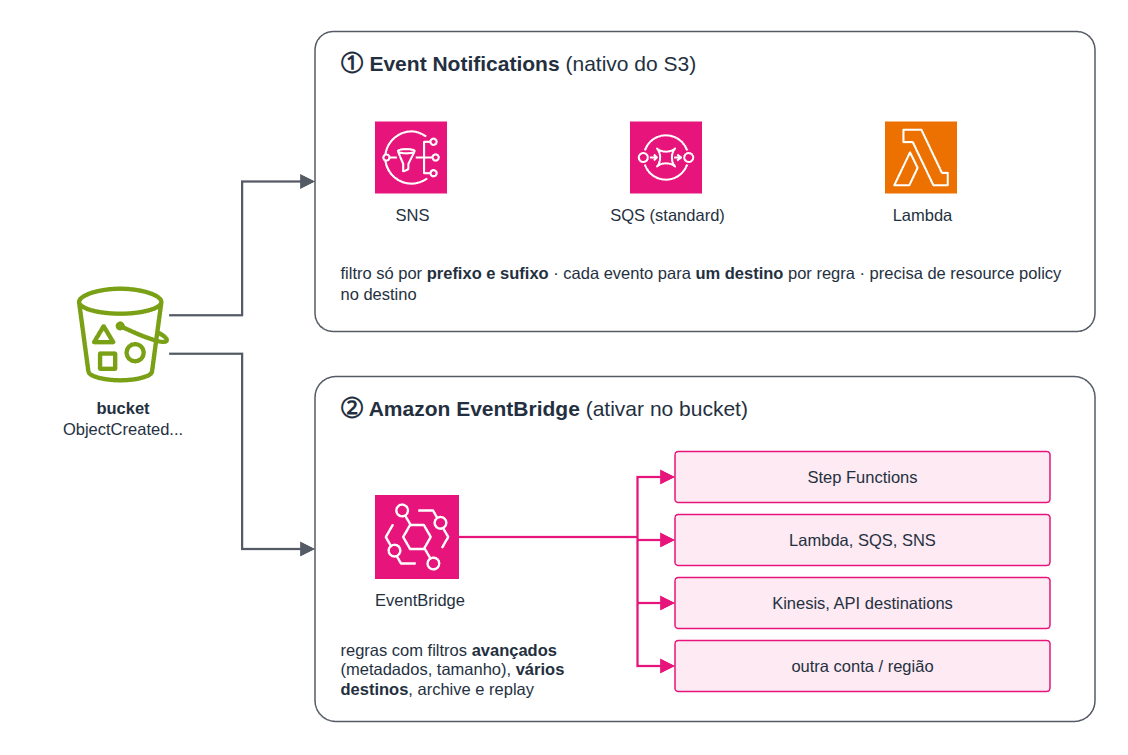 ① Event Notifications (nativo do S3)
SNS
SQS (standard)
Lambda
filtro só por prefixo e sufixo · cada evento para um destino por regra · precisa de resource policy
no destino
bucket
ObjectCreated...
② Amazon EventBridge (ativar no bucket)
EventBridge
regras com filtros avançados
(metadados, tamanho), vários
destinos, archive e replay
Step Functions
Lambda, SQS, SNS
Kinesis, API destinations
outra conta / região